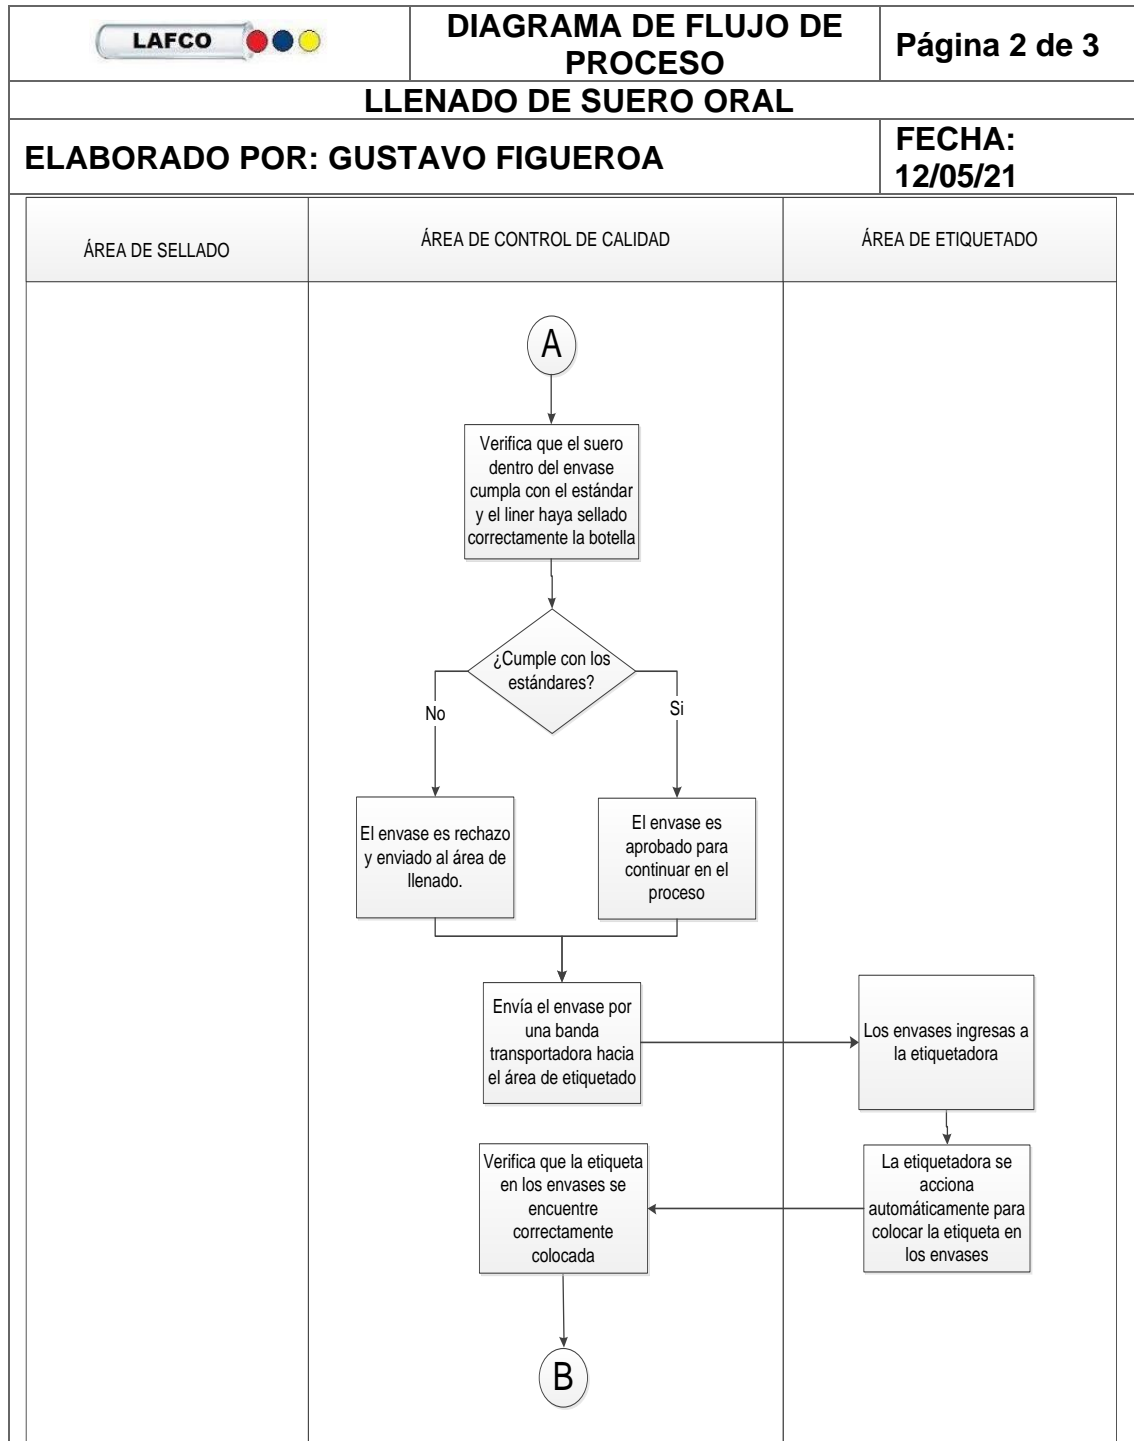 LAFCO
DIAGRAMA DE FLUJO DE
PROCESO
Página 2 de 3
LLENADO DE SUERO ORAL
ELABORADO POR: GUSTAVO FIGUEROA
FECHA:
12/05/21
ÁREA DE SELLADO
ÁREA DE CONTROL DE CALIDAD
ÁREA DE ETIQUETADO
A
Verifica que el suero
dentro del envase
cumpla con el estándar
y el liner haya sellado
correctamente la botella
¿Cumple con los
estándares?
No
Si
El envase es rechazo
y enviado al área de
llenado.
El envase es
aprobado para
continuar en el
proceso
Envía el envase por
una banda
transportadora hacia
el área de etiquetado
Los envases ingresas a
la etiquetadora
La etiquetadora se
acciona
automáticamente para
colocar la etiqueta en
los envases
Verifica que la etiqueta
en los envases se
encuentre
correctamente
colocada
B